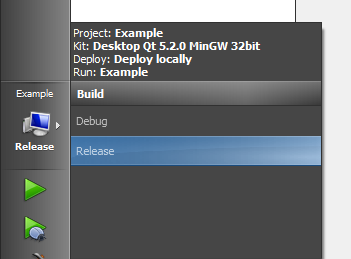 Project: Example
Kit: Desktop Qt 5.2.0 MinGW 32bit
Deploy: Deploy locally
Run: Example
Example
Release
Build
Debug
Release